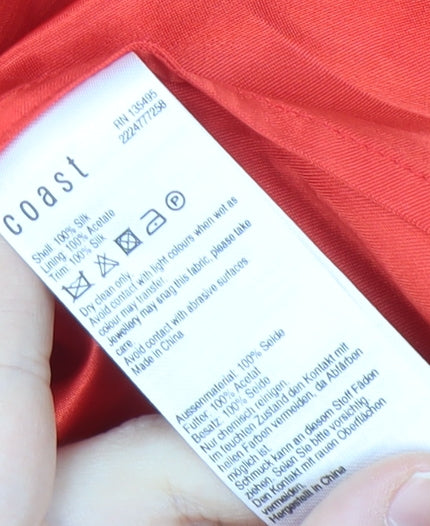 RN 135495
2224777258
coast
Shell: 100% Silk
Lining: 100% Acetate
Trim: 100% Silk
P
Dry clean only.
Avoid contact with light colours when wet as
colour may transfer.
Jewellery may snag this fabric, please take
care.
Avoid contact with abrasive surfaces
Made in China
Aussenmaterial: 100% Seide
Futter: 100% Acetat
Besatz: 100% Seide
Nur chemisch reinigen.
Im feuchten Zustand den Kontakt mit
hellen Farben vermeiden, da Abfärben
möglich ist.
Schmuck kann an diesem Stoff Fäden
ziehen. Seien Sie bitte vorsichtig.
Den Kontakt mit rauen Oberflächen
vermeiden.
Hergestellt in China